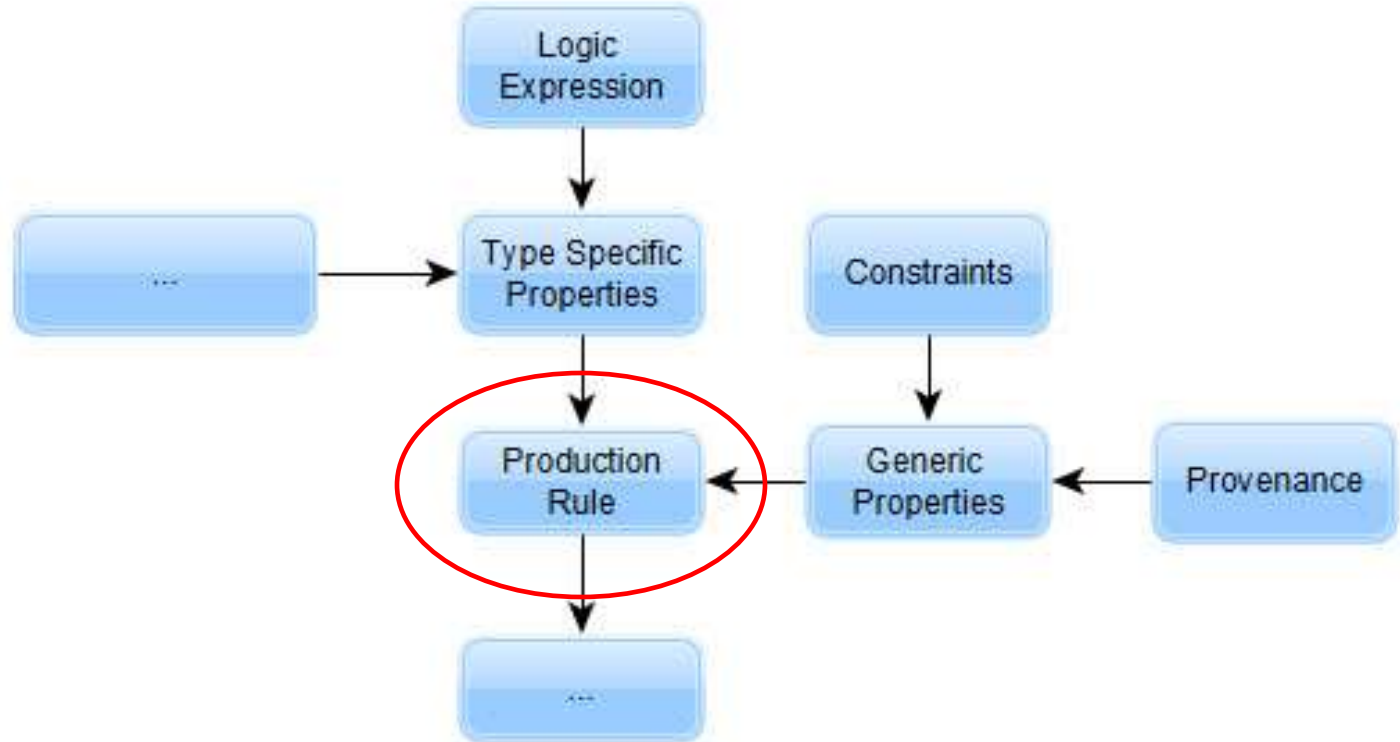 Logic
Expression
...
Type Specific
Properties
Constraints
Production
Rule
Generic
Properties
Provenance
...